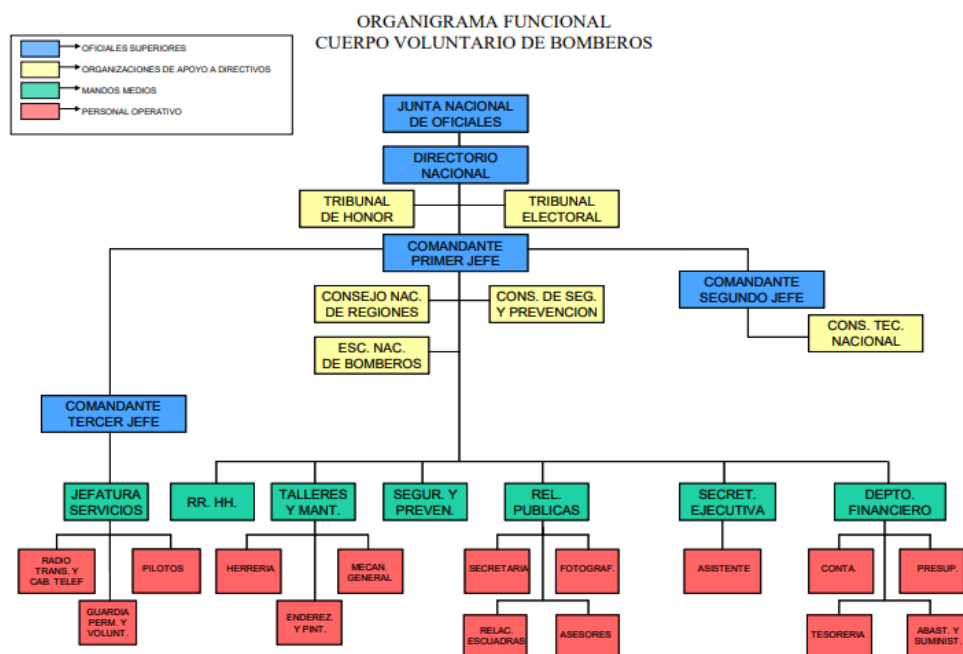 ORGANIGRAMA FUNCIONAL
CUERPO VOLUNTARIO DE BOMBEROS
OFICIALES SUPERIORES
ORGANIZACIONES DE APOYO A DIRECTIVOS
MANDOS MEDIOS
PERSONAL OPERATIVO
JUNTA NACIONAL
DE OFICIALES
DIRECTORIO
NACIONAL
TRIBUNAL
DE HONOR
TRIBUNAL
ELECTORAL
COMANDANTE
PRIMER JEFE
CONSEJO NAC.
DE REGIONES
CONS. DE SEG.
Y PREVENCION
COMANDANTE
SEGUNDO JEFE
CONS. TEC.
NACIONAL
ESC. NAC.
DE BOMBEROS
COMANDANTE
TERCER JEFE
JEFATURA
SERVICIOS
RR. HH.
TALLERES
Y MANT.
SEGUR. Y
PREVEN.
REL.
PUBLICAS
SECRET.
EJECUTIVA
DEPTO.
FINANCIERO
RADIO
TRANS. Y
CAB. TELEF
PILOTOS
HERRERIA
MECAN.
GENERAL
SECRETARIA
FOTOGRAF.
ASISTENTE
CONTA.
PRESUP.
GUARDIA
PERM. Y
VOLUNT.
ENDEREZ.
Y PINT.
RELAC.
ESCUADRAS
ASESORES
TESORERIA
ABAST. Y
SUMINIST.